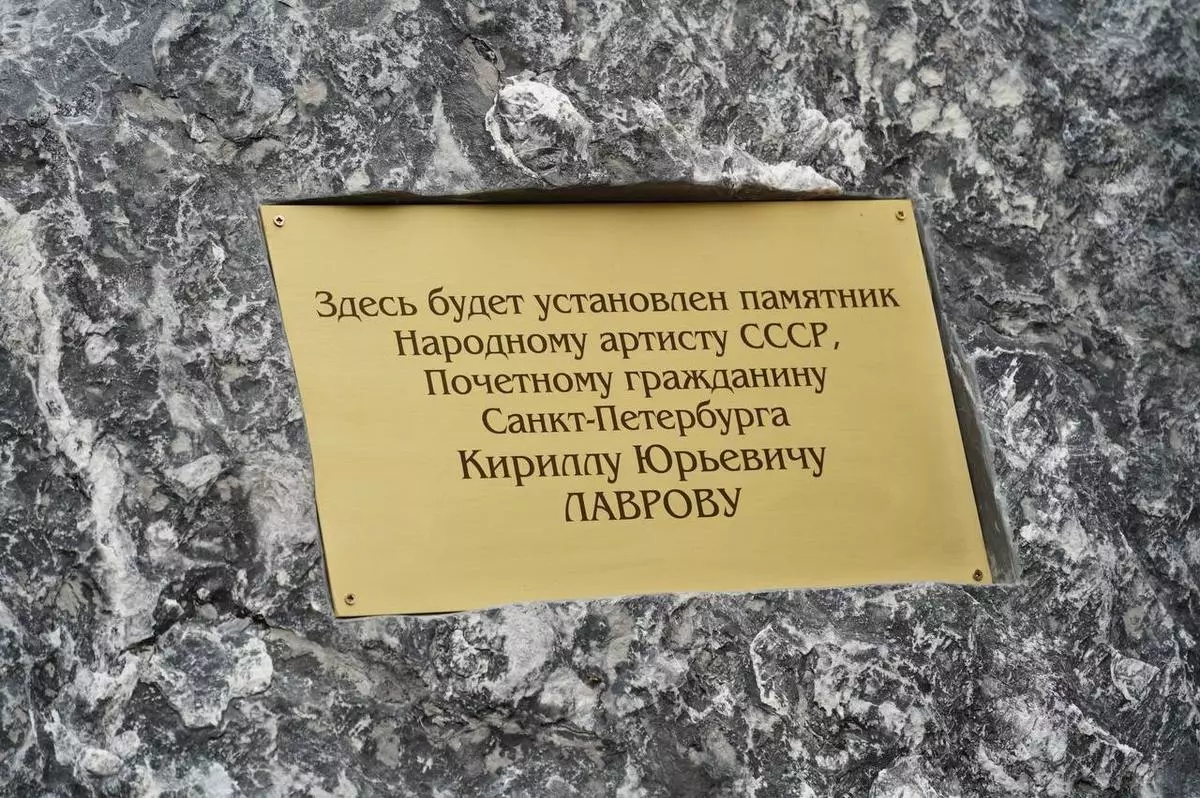 Здесь будет установлен памятник
Народному артисту СССР,
Почетному гражданину
Санкт-Петербурга
Кириллу Юрьевичу
ЛАВРОВУ